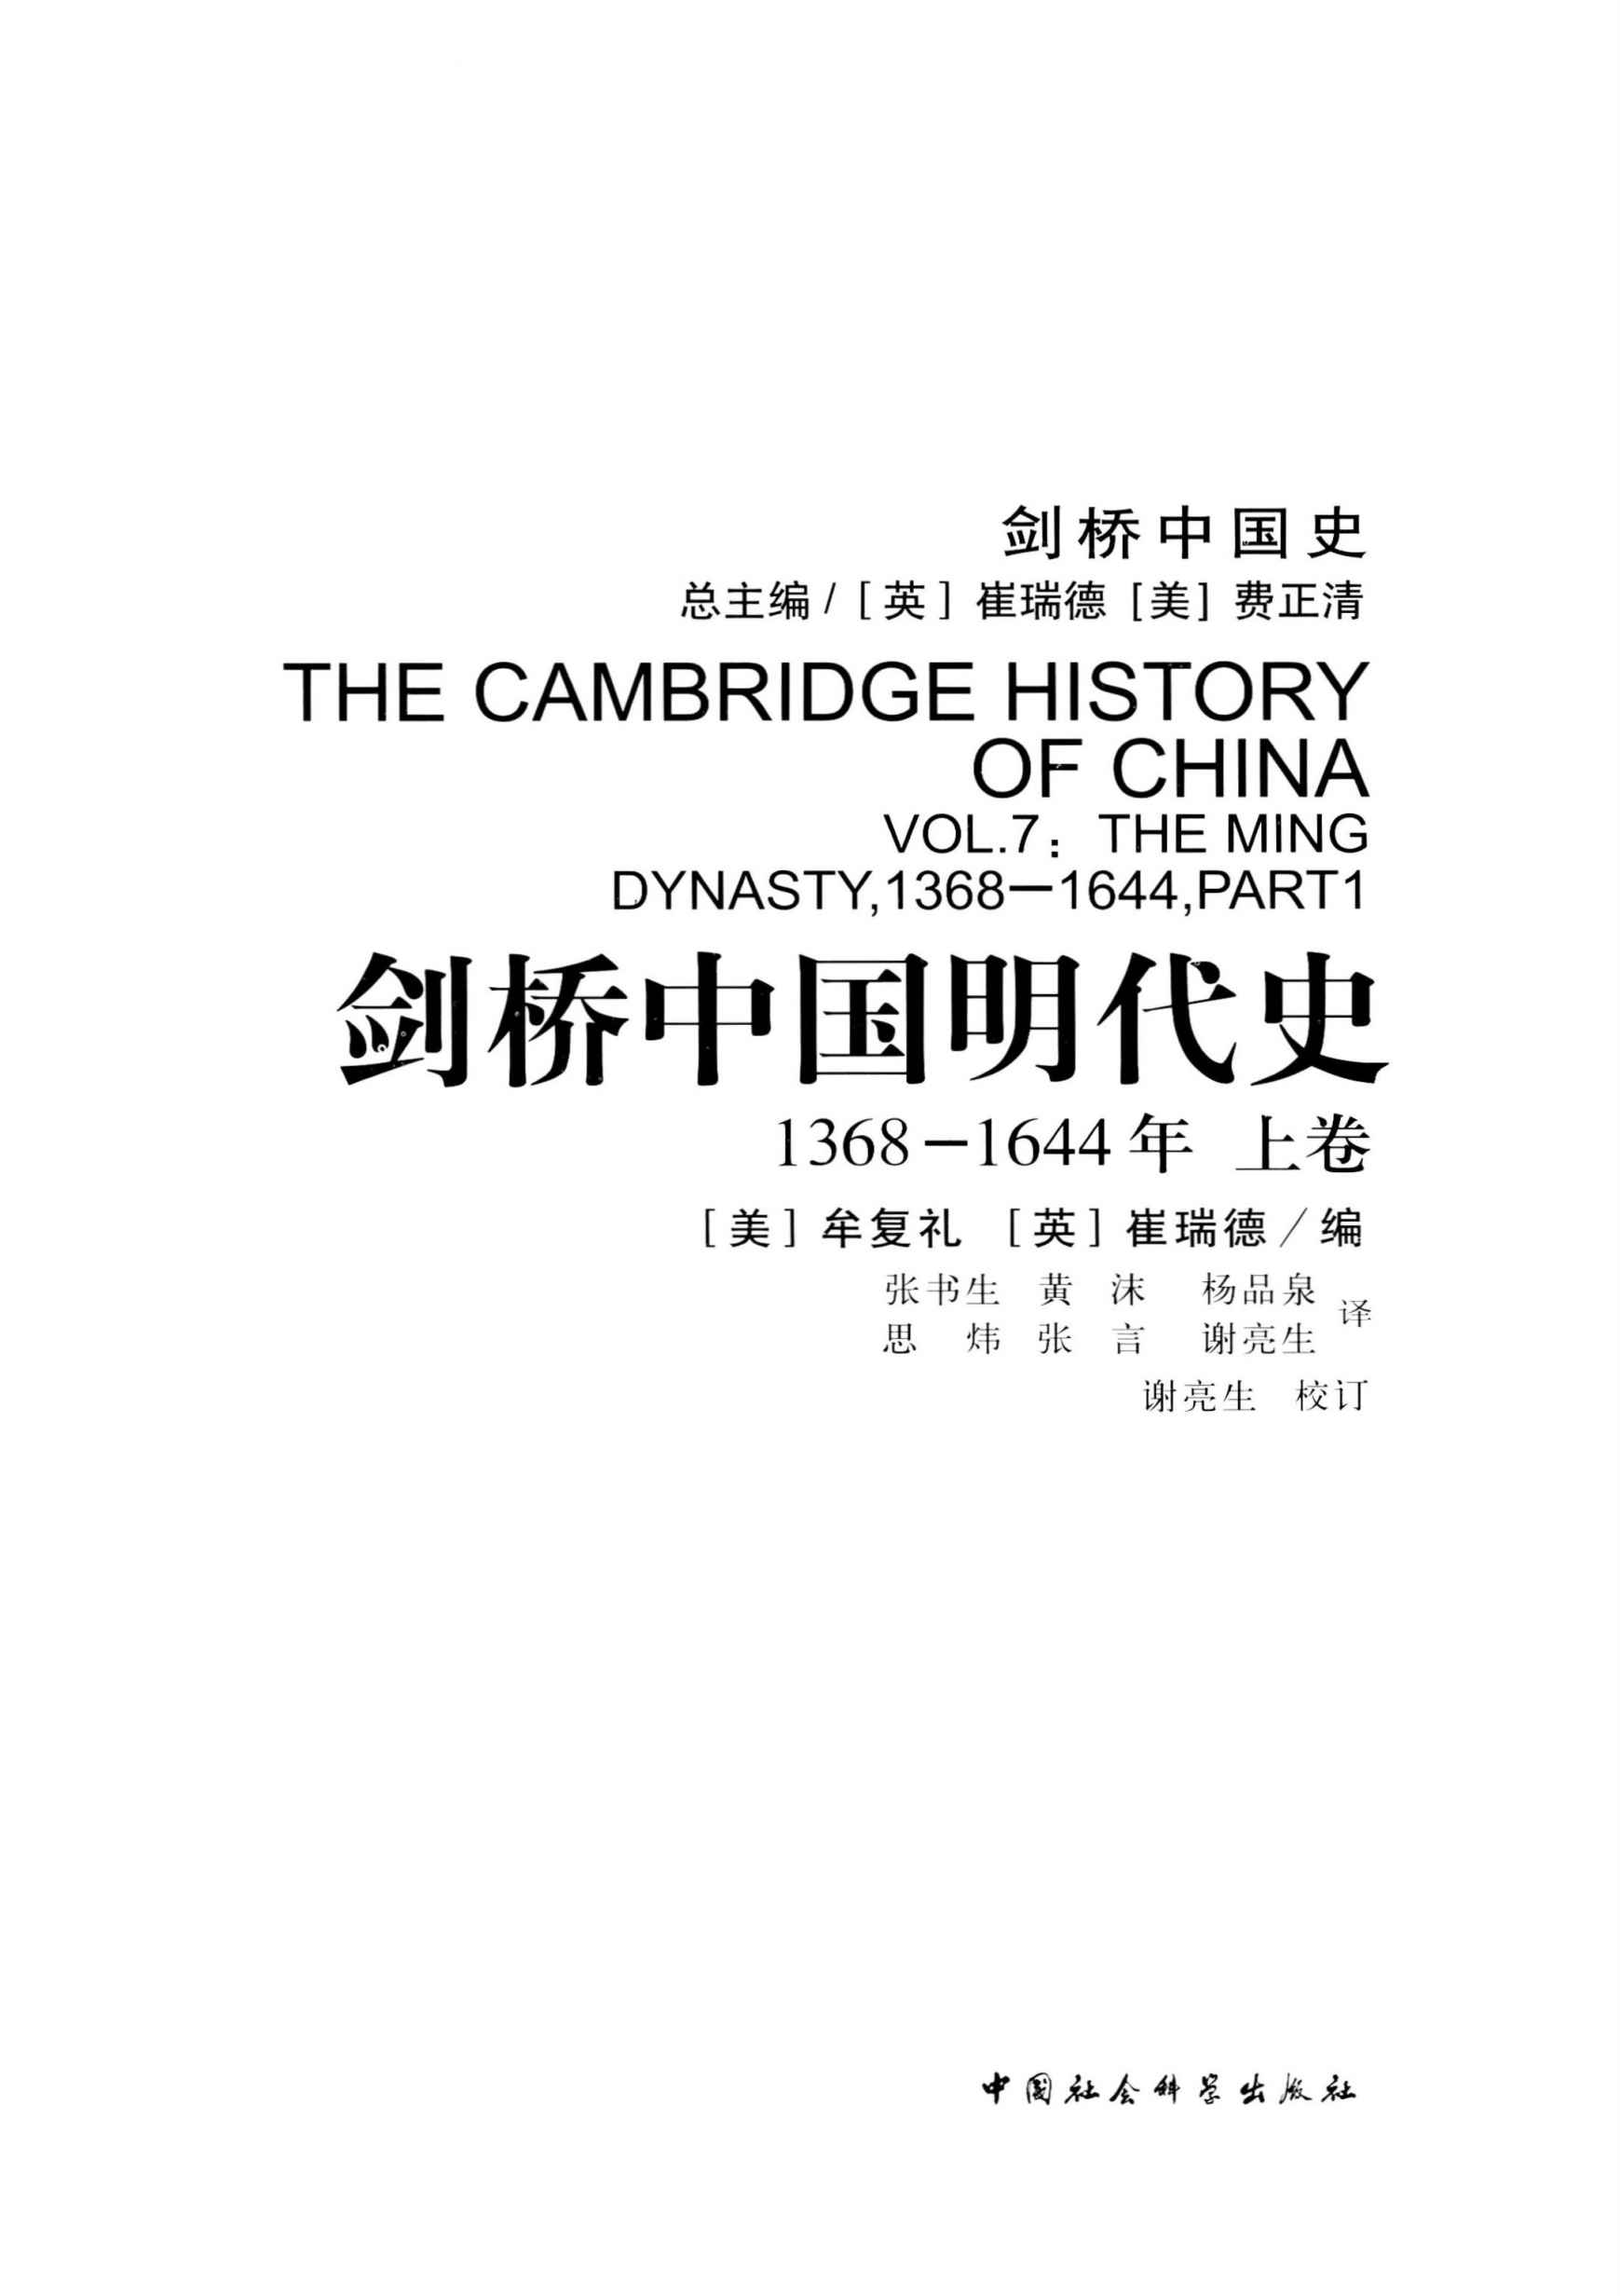 剑桥中国史
总主编/［英］崔瑞德［美］费正清
THE CAMBRIDGE HISTORY
OF CHINA
VOL.7：THE MING
DYNASTY,1368—1644,PART1
剑桥中国明代史
1368—1644年 上卷
［美］牟复礼 ［英］崔瑞德／编
张书生 黄 沫 杨品泉
思 炜 张 言 谢亮生 译
谢亮生 校订
中国社会科学出版社